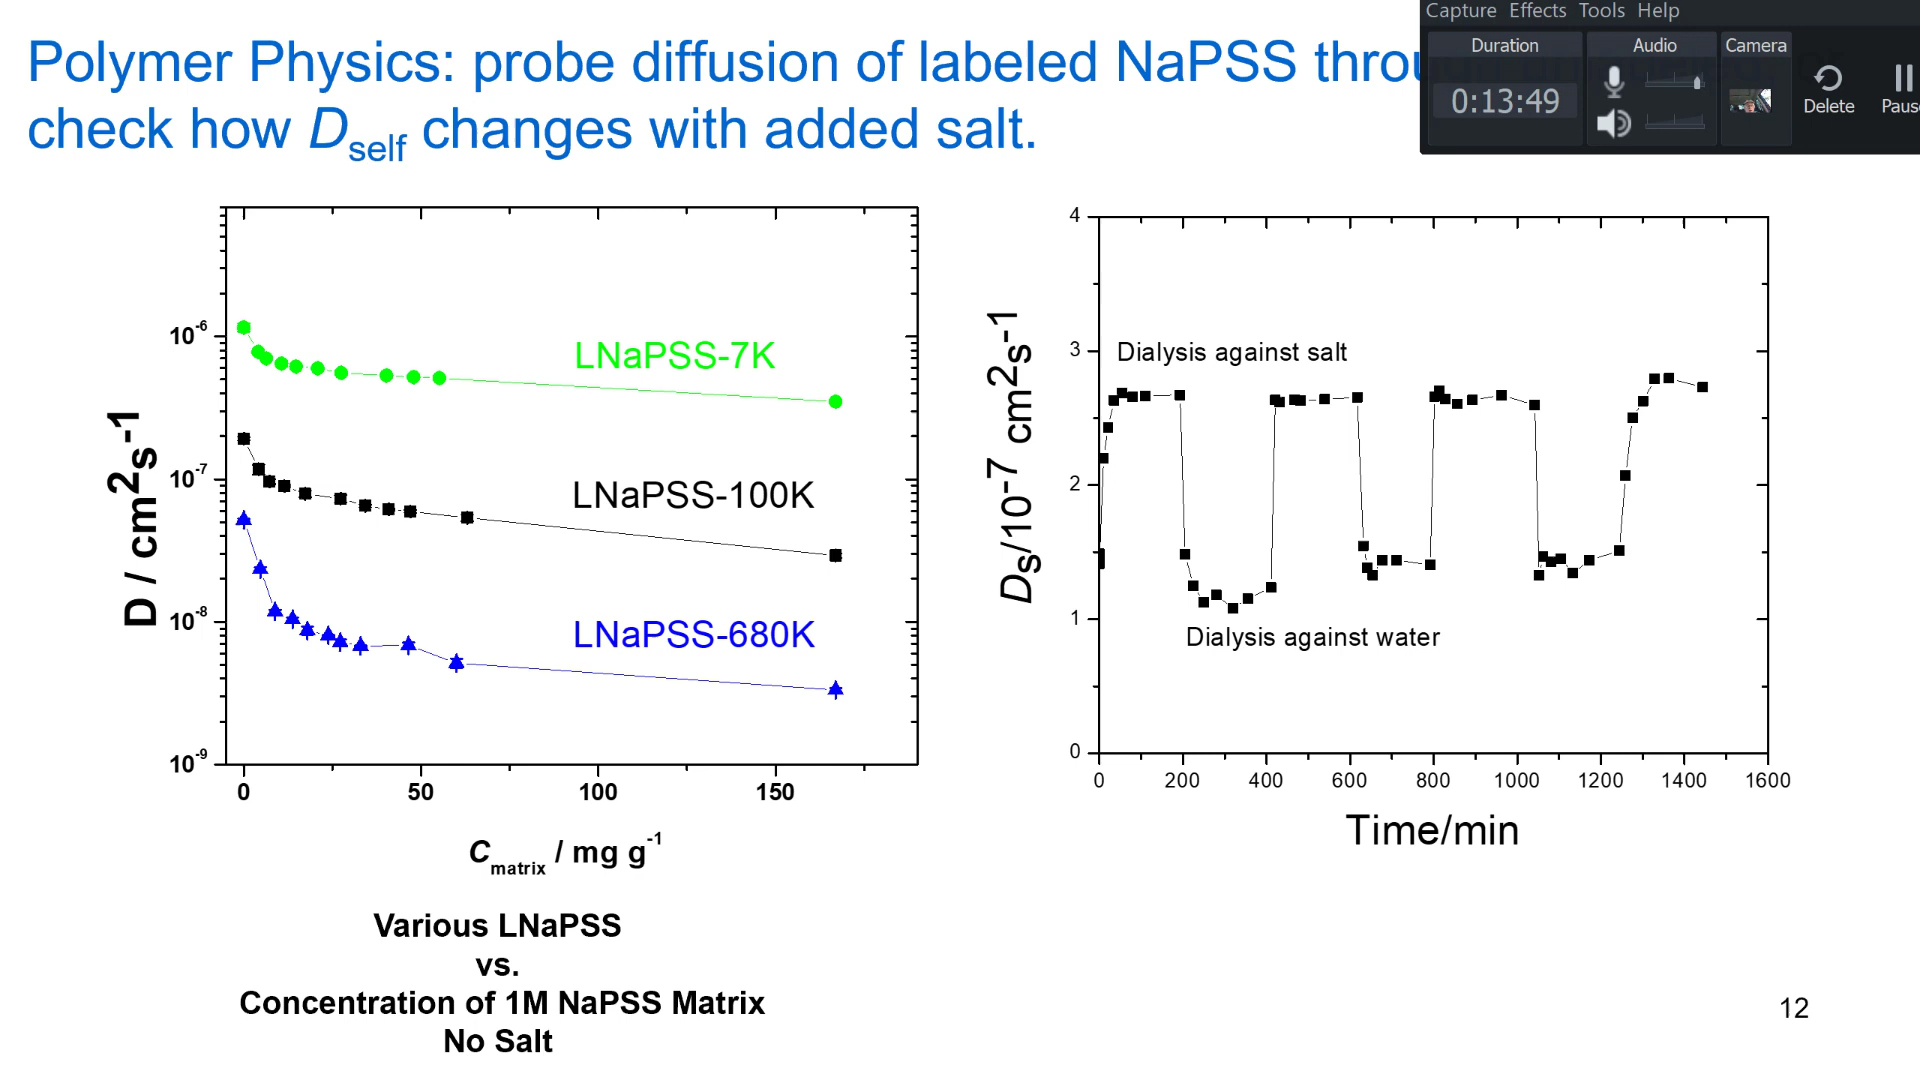 Capture Effects Tools Help
Duration Audio Camera
0:13:49 Delete Paus
Polymer Physics: probe diffusion of labeled NaPSS throu
check how Dself changes with added salt.
10-6
10-7
10-8
10-9
D / cm2s-1
LNaPSS-7K
LNaPSS-100K
LNaPSS-680K
0 50 100 150
Cmatrix / mg g-1
Various LNaPSS
vs.
Concentration of 1M NaPSS Matrix
No Salt
4
3
2
1
0
Ds/10-7 cm2s-1
Dialysis against salt
Dialysis against water
0 200 400 600 800 1000 1200 1400 1600
Time/min
12